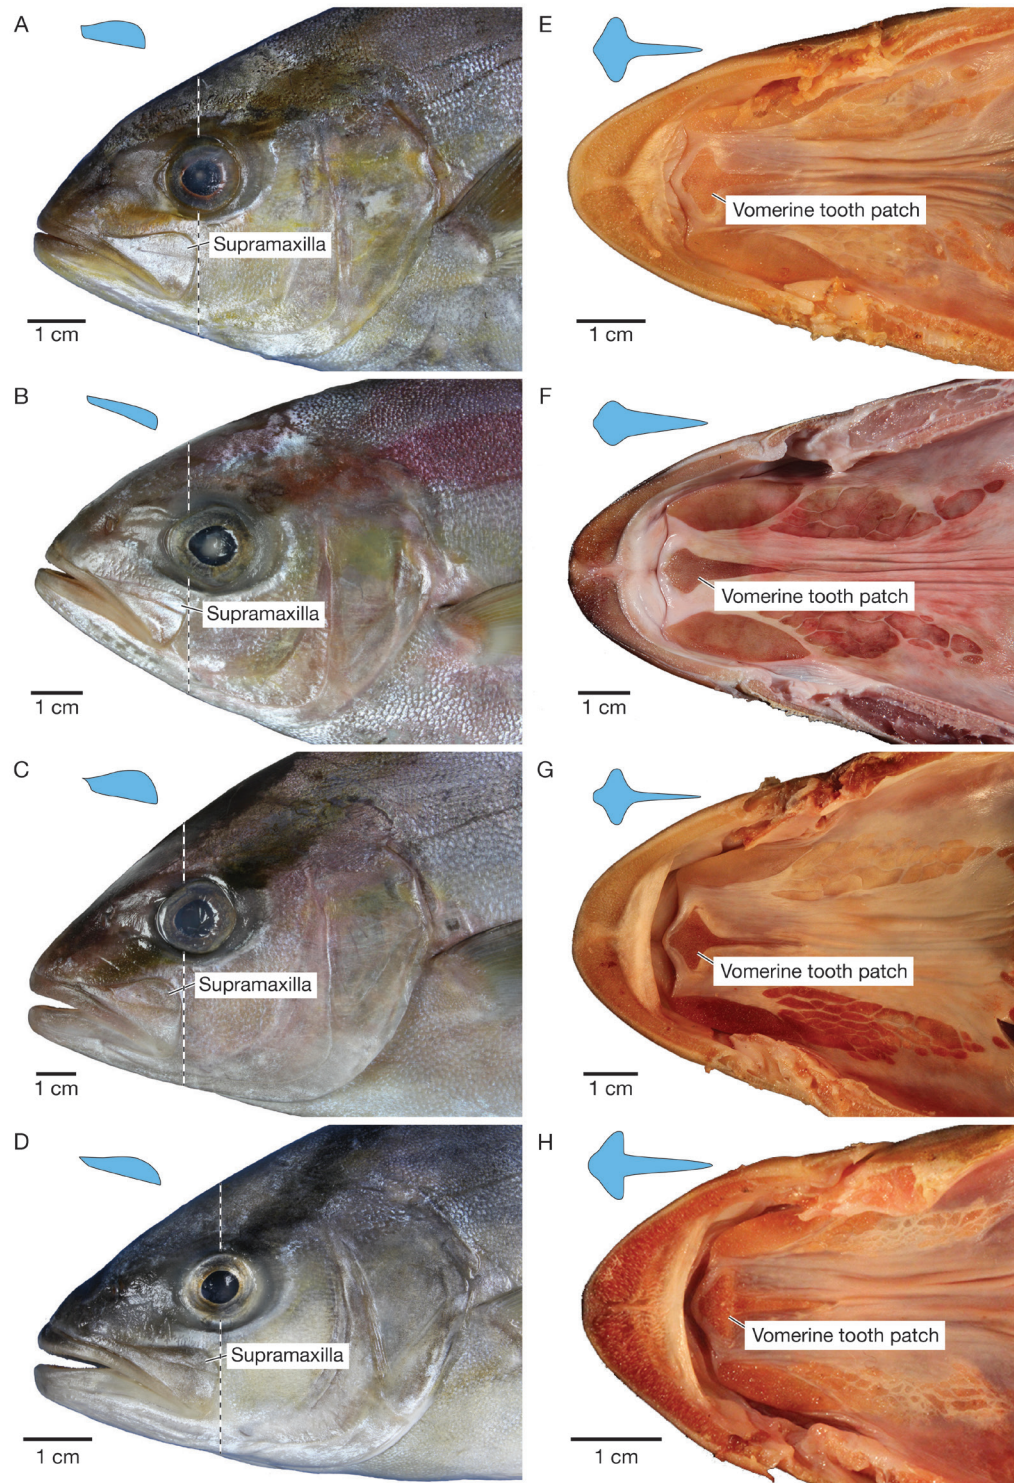 A
Supramaxilla
1 cm
E
Vomerine tooth patch
1 cm
B
Supramaxilla
1 cm
F
Vomerine tooth patch
1 cm
C
Supramaxilla
1 cm
G
Vomerine tooth patch
1 cm
D
Supramaxilla
1 cm
H
Vomerine tooth patch
1 cm